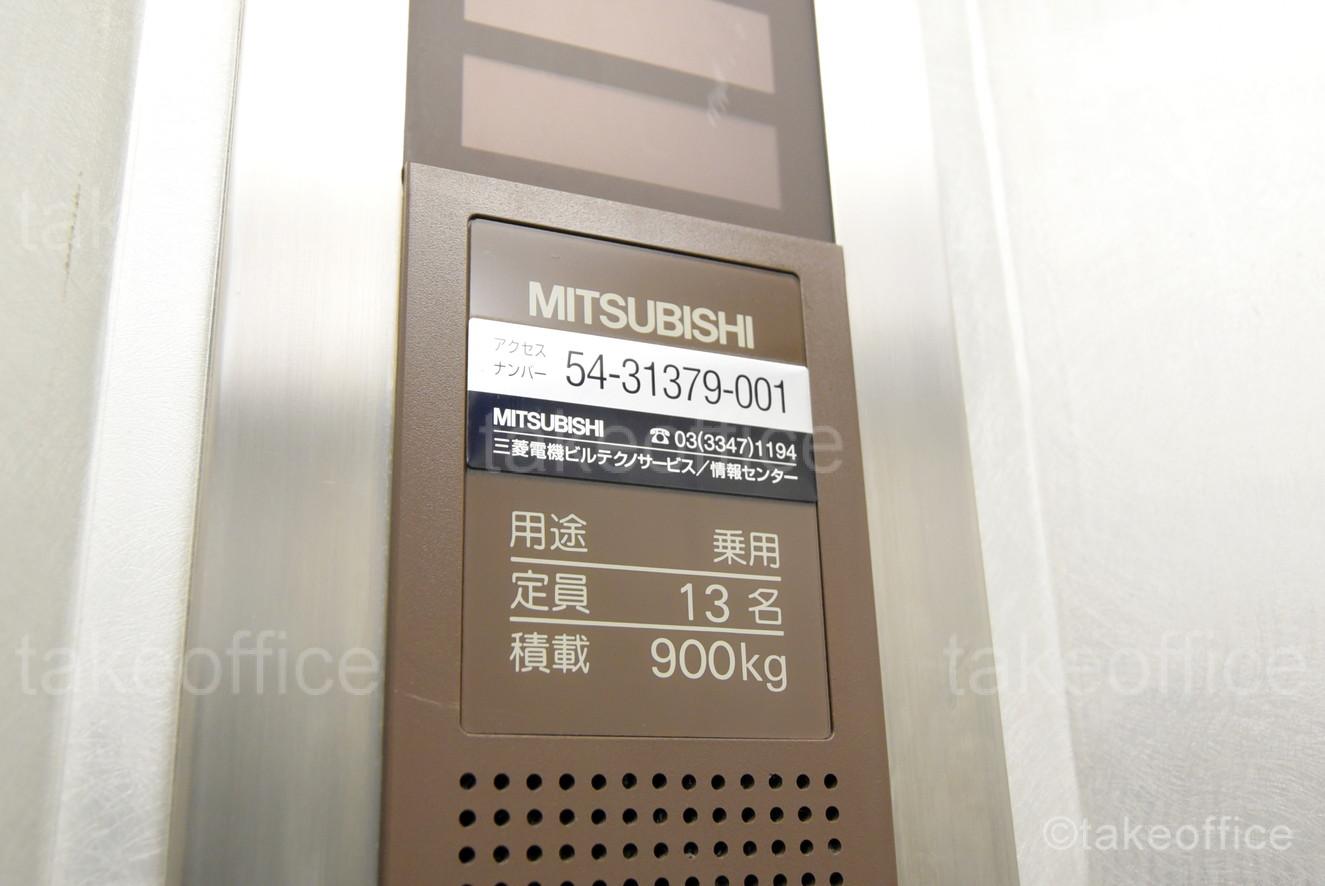 MITSUBISHI
アクセス
ナンバー 54-31379-001
MITSUBISHI ☎ 03(3347)1194
三菱電機ビルテクノサービス／情報センター
用途 乗用
定員 13 名
積載 900kg
takeoffice
takeoffice
takeoffice
takeoffice
©takeoffice